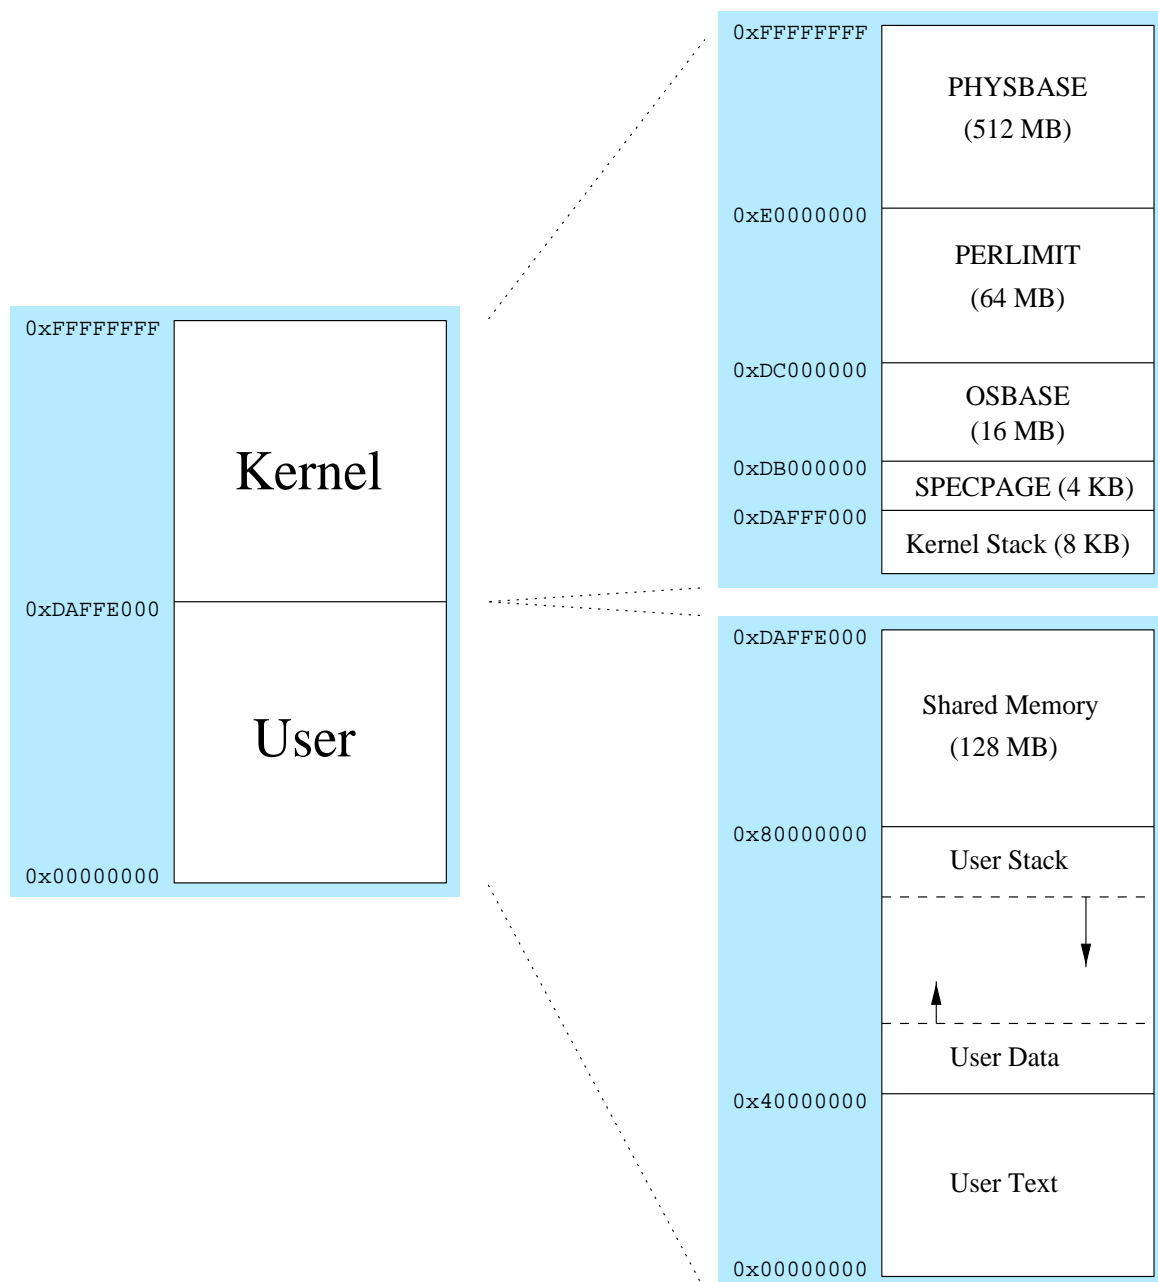 0xFFFFFFFF
Kernel
0xDAFFE000
User
0x00000000
0xFFFFFFFF
PHYSBASE
(512 MB)
0xE0000000
PERLIMIT
(64 MB)
0xDC000000
OSBASE
(16 MB)
0xDB000000
SPECPAGE (4 KB)
0xDAFFF000
Kernel Stack (8 KB)
0xDAFFE000
Shared Memory
(128 MB)
0x80000000
User Stack
User Data
0x40000000
User Text
0x00000000